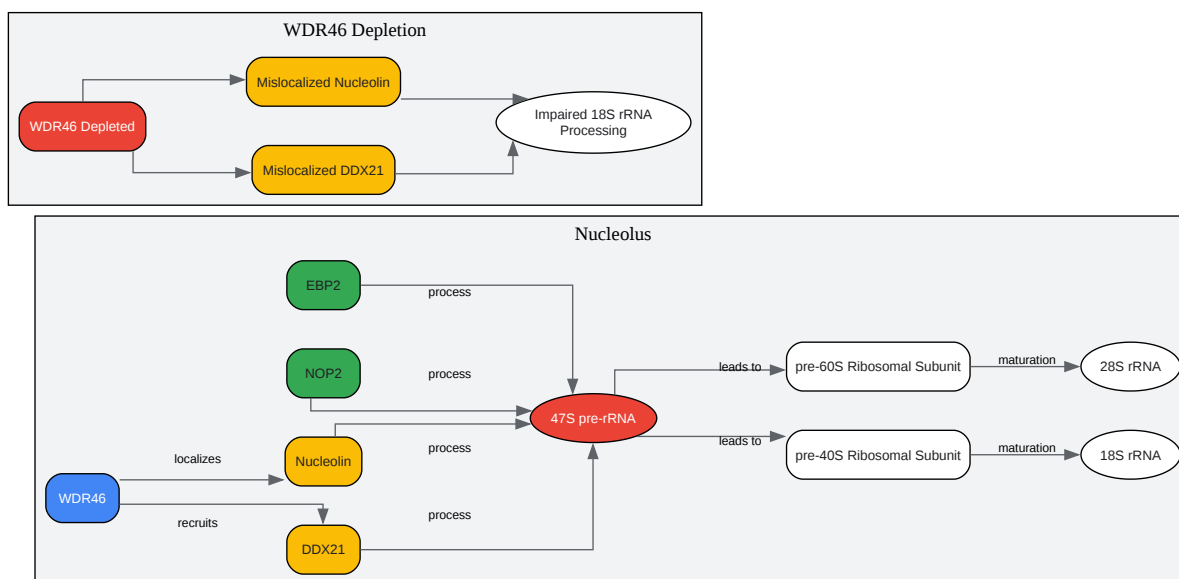 WDR46 Depletion
Mislocalized Nucleolin
WDR46 Depleted
Impaired 18S rRNA
Processing
Mislocalized DDX21
Nucleolus
EBP2
process
NOP2
process
leads to
pre-60S Ribosomal Subunit
maturation
28S rRNA
47S pre-rRNA
leads to
pre-40S Ribosomal Subunit
maturation
18S rRNA
process
localizes
Nucleolin
WDR46
recruits
process
DDX21